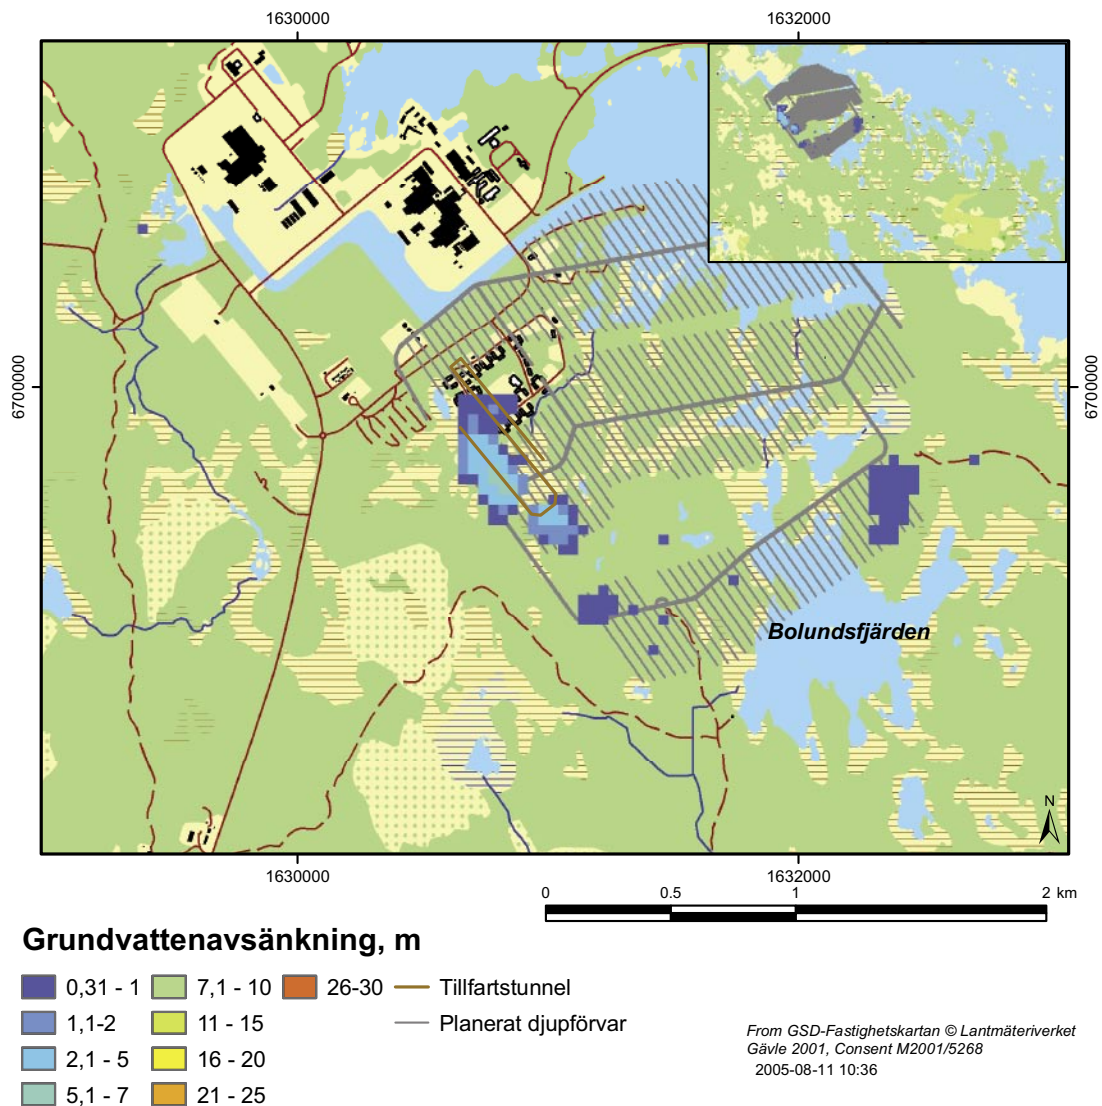 1630000
1632000
6700000
6700000
Bolundsfjärden
N
1630000
1632000
0
0.5
1
2 km
Grundvattenavsänkning, m
0,31 - 1
7,1 - 10
26-30
Tillfartstunnel
1,1-2
11 - 15
Planerat djupförvar
2,1 - 5
16 - 20
5,1 - 7
21 - 25
From GSD-Fastighetskartan © Lantmäteriverket
Gävle 2001, Consent M2001/5268
2005-08-11 10:36